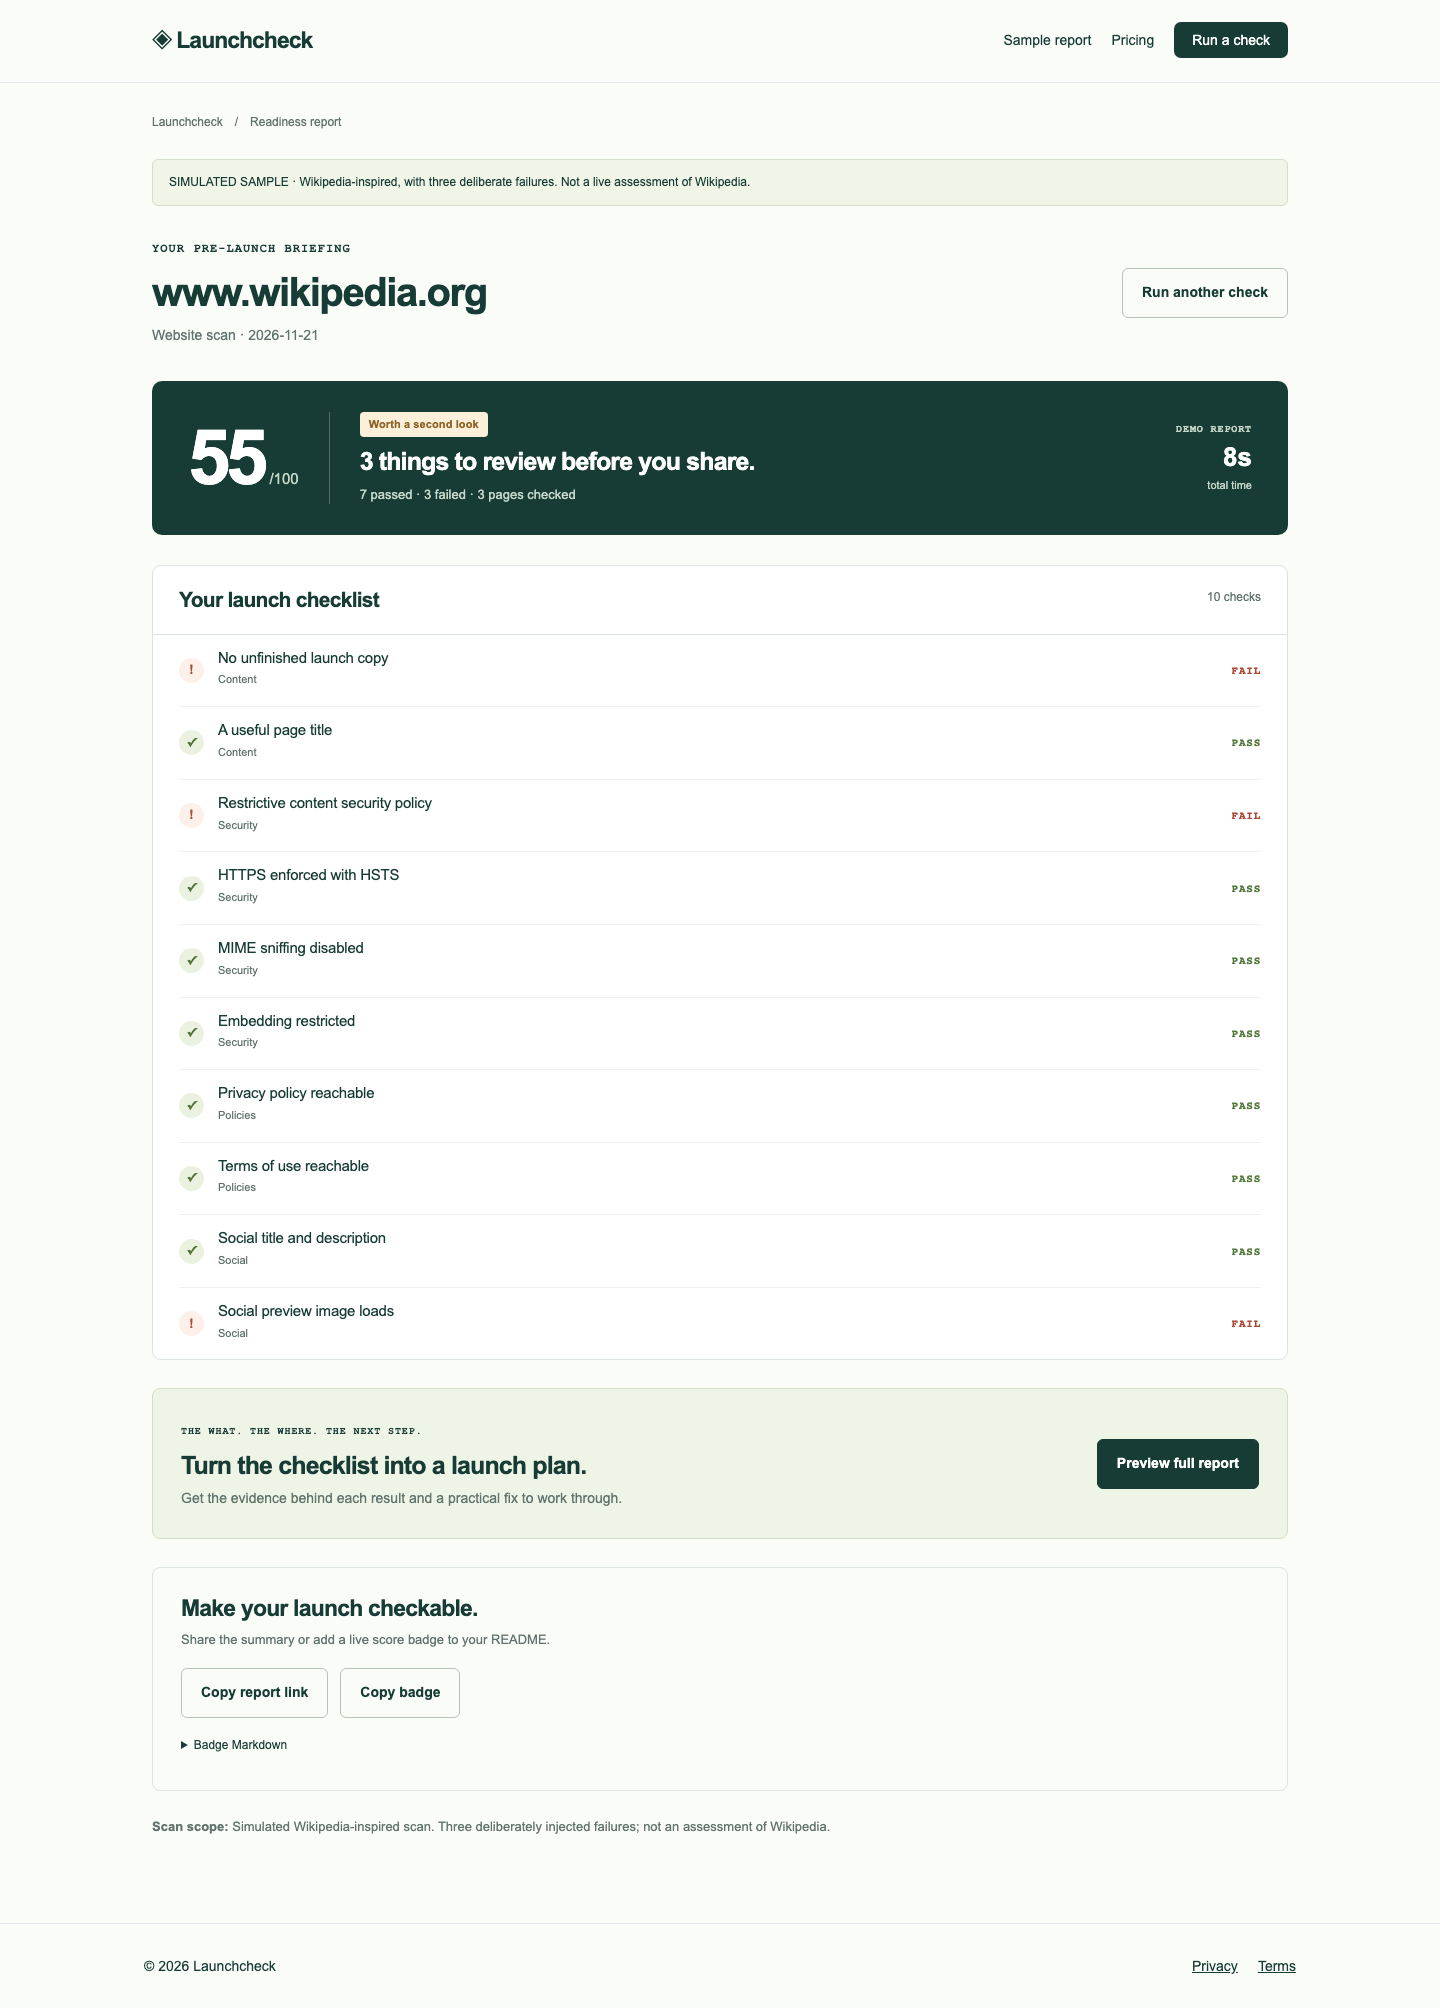 Launchcheck
Sample report
Pricing
Run a check
Launchcheck / Readiness report
SIMULATED SAMPLE · Wikipedia-inspired, with three deliberate failures. Not a live assessment of Wikipedia.
YOUR PRE-LAUNCH BRIEFING
www.wikipedia.org
Website scan · 2026-11-21
Run another check
55/100
Worth a second look
3 things to review before you share.
7 passed · 3 failed · 3 pages checked
DEMO REPORT
8s
total time
Your launch checklist
10 checks
! No unfinished launch copy
Content
FAIL
✓ A useful page title
Content
PASS
! Restrictive content security policy
Security
FAIL
✓ HTTPS enforced with HSTS
Security
PASS
✓ MIME sniffing disabled
Security
PASS
✓ Embedding restricted
Security
PASS
✓ Privacy policy reachable
Policies
PASS
✓ Terms of use reachable
Policies
PASS
✓ Social title and description
Social
PASS
! Social preview image loads
Social
FAIL
THE WHAT. THE WHERE. THE NEXT STEP.
Turn the checklist into a launch plan.
Get the evidence behind each result and a practical fix to work through.
Preview full report
Make your launch checkable.
Share the summary or add a live score badge to your README.
Copy report link
Copy badge
▶ Badge Markdown
Scan scope: Simulated Wikipedia-inspired scan. Three deliberately injected failures; not an assessment of Wikipedia.
© 2026 Launchcheck
Privacy
Terms